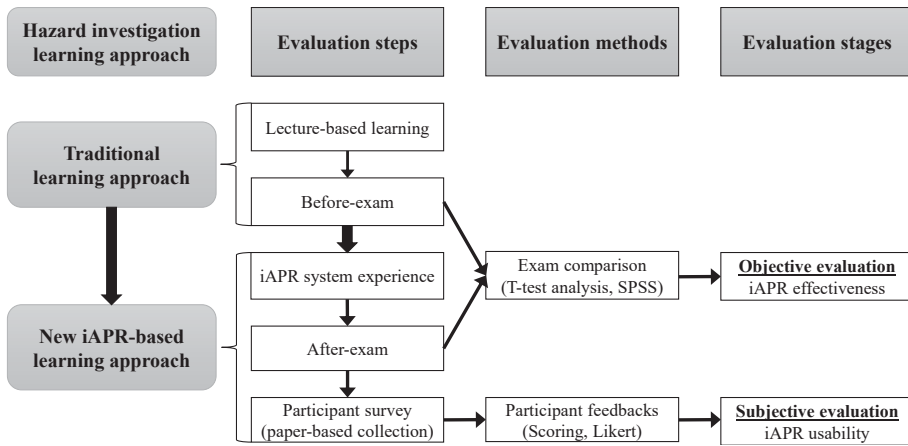 Hazard investigation
learning approach
Evaluation steps
Evaluation methods
Evaluation stages
Traditional
learning approach
Lecture-based learning
Before-exam
iAPR system experience
Exam comparison
(T-test analysis, SPSS)
Objective evaluation
iAPR effectiveness
New iAPR-based
learning approach
After-exam
Participant survey
(paper-based collection)
Participant feedbacks
(Scoring, Likert)
Subjective evaluation
iAPR usability